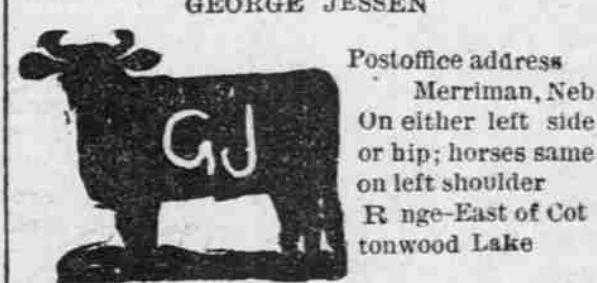 GEORGE JESSEN
Postoffice address
Merriman, Neb
On either left side
or hip; horses same
on left shoulder
R nge-East of Cot
tonwood Lake
GJ